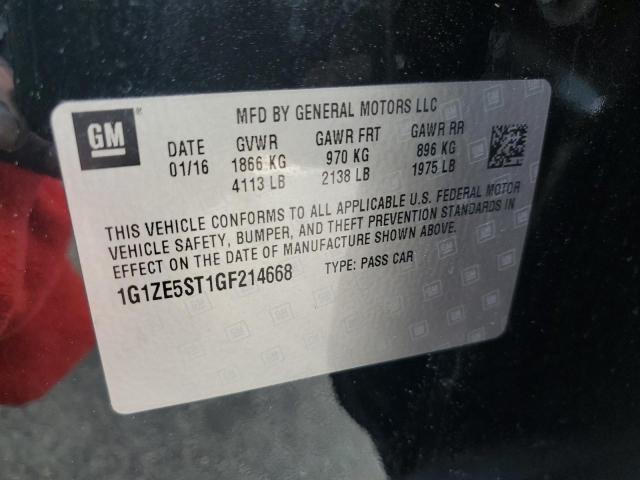 GM
MFD BY GENERAL MOTORS LLC
DATE GVWR GAWR FRT GAWR RR
01/16 1866 KG 970 KG 896 KG
4113 LB 2138 LB 1975 LB
THIS VEHICLE CONFORMS TO ALL APPLICABLE U.S. FEDERAL MOTOR
VEHICLE SAFETY, BUMPER, AND THEFT PREVENTION STANDARDS IN
EFFECT ON THE DATE OF MANUFACTURE SHOWN ABOVE.
1G1ZE5ST1GF214668 TYPE: PASS CAR